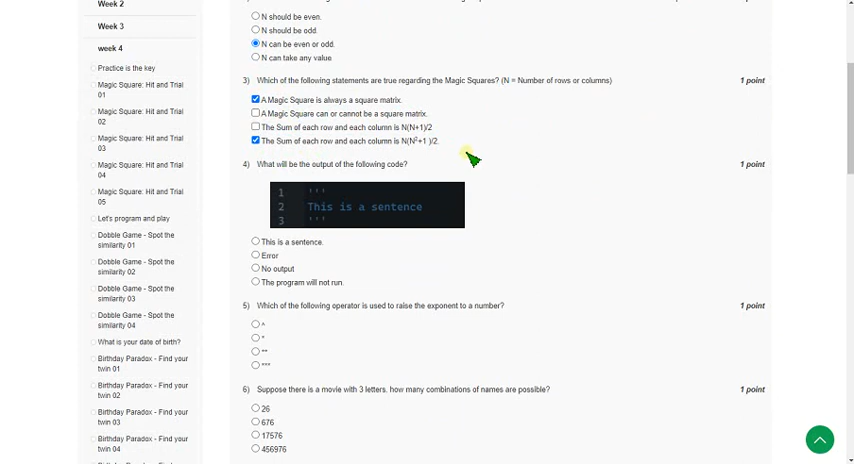 Week 2
Week 3
week 4
Practice is the key
Magic Square: Hit and Trial
01
Magic Square: Hit and Trial
02
Magic Square: Hit and Trial
03
Magic Square: Hit and Trial
04
Magic Square: Hit and Trial
05
Let's program and play
Dobble Game - Spot the
similarity 01
Dobble Game - Spot the
similarity 02
Dobble Game - Spot the
similarity 03
Dobble Game - Spot the
similarity 04
What is your date of birth?
Birthday Paradox - Find your
twin 01
Birthday Paradox - Find your
twin 02
Birthday Paradox - Find your
twin 03
Birthday Paradox - Find your
twin 04
N should be even.
N should be odd.
N can be even or odd.
N can take any value
3) Which of the following statements are true regarding the Magic Squares? (N = Number of rows or columns) 1 point
A Magic Square is always a square matrix.
A Magic Square can or cannot be a square matrix.
The Sum of each row and each column is N(N+1)/2
The Sum of each row and each column is N(N²+1 )/2.
4) What will be the output of the following code? 1 point
1 '''
2 This is a sentence
3 '''
This is a sentence.
Error
No output
The program will not run.
5) Which of the following operator is used to raise the exponent to a number? 1 point
^
*
**
***
6) Suppose there is a movie with 3 letters, how many combinations of names are possible? 1 point
26
676
17576
456976